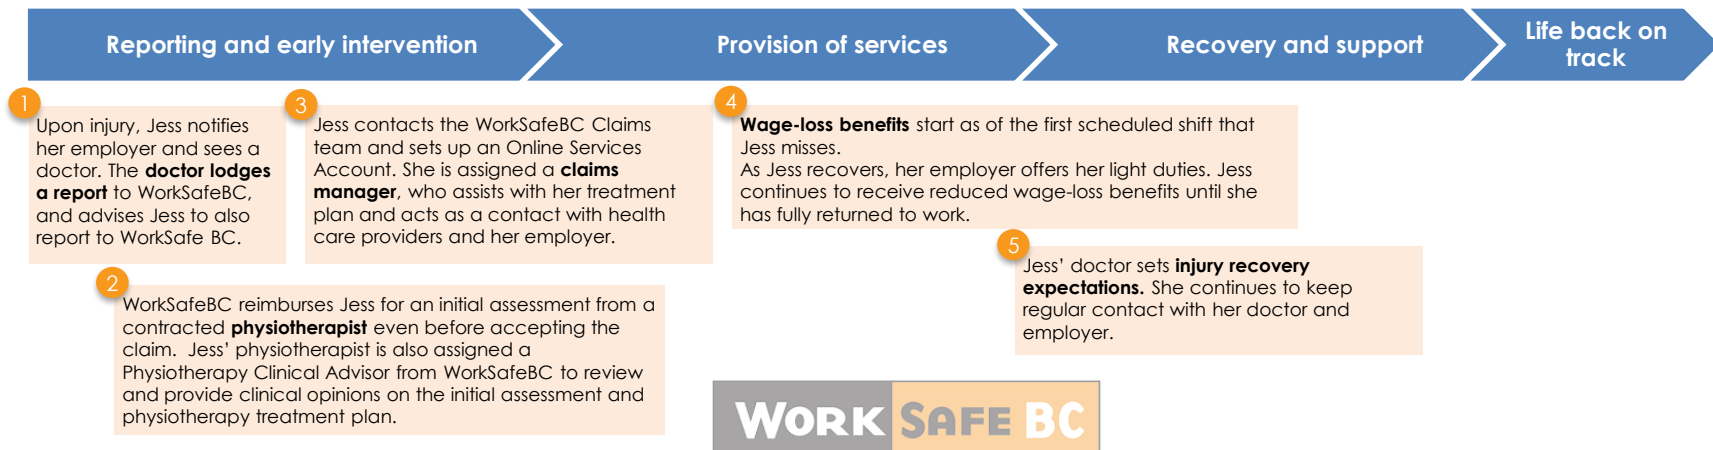 Reporting and early intervention
Provision of services
Recovery and support
Life back on
track
1
Upon injury, Jess notifies
her employer and sees a
doctor. The doctor lodges
a report to WorkSafeBC,
and advises Jess to also
report to WorkSafe BC.
2
WorkSafeBC reimburses Jess for an initial assessment from a
contracted physiotherapist even before accepting the
claim. Jess' physiotherapist is also assigned a
Physiotherapy Clinical Advisor from WorkSafeBC to review
and provide clinical opinions on the initial assessment and
physiotherapy treatment plan.
3
Jess contacts the WorkSafeBC Claims
team and sets up an Online Services
Account. She is assigned a claims
manager, who assists with her treatment
plan and acts as a contact with health
care providers and her employer.
4
Wage-loss benefits start as of the first scheduled shift that
Jess misses.
As Jess recovers, her employer offers her light duties. Jess
continues to receive reduced wage-loss benefits until she
has fully returned to work.
5
Jess' doctor sets injury recovery
expectations. She continues to keep
regular contact with her doctor and
employer.
WORK SAFE BC